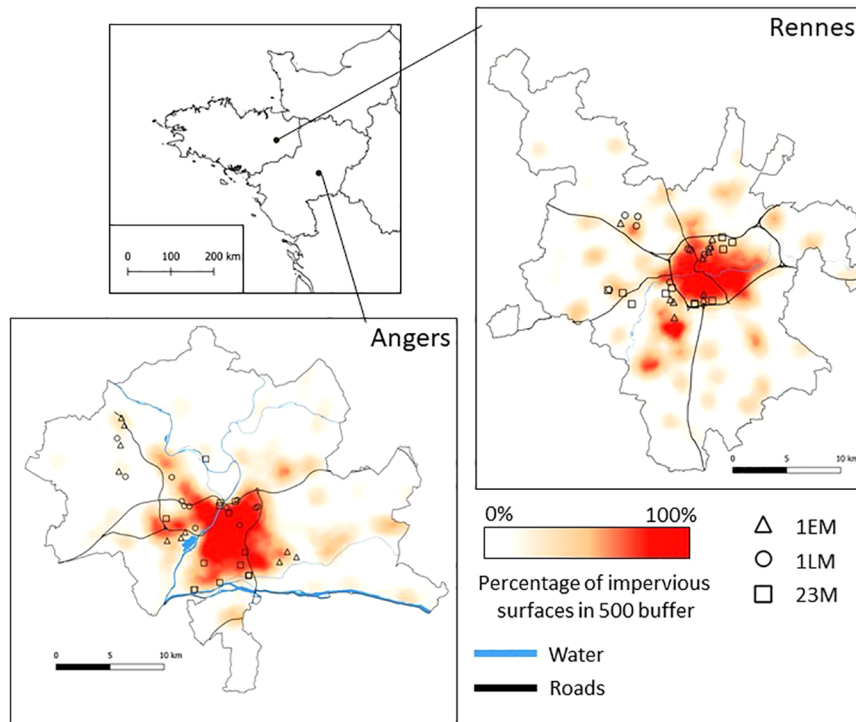 Rennes
0 100 200 km
Angers
0 5 10 km
0 5 10 km
0% 100%
Percentage of impervious
surfaces in 500 buffer
Water
Roads
1EM
1LM
23M